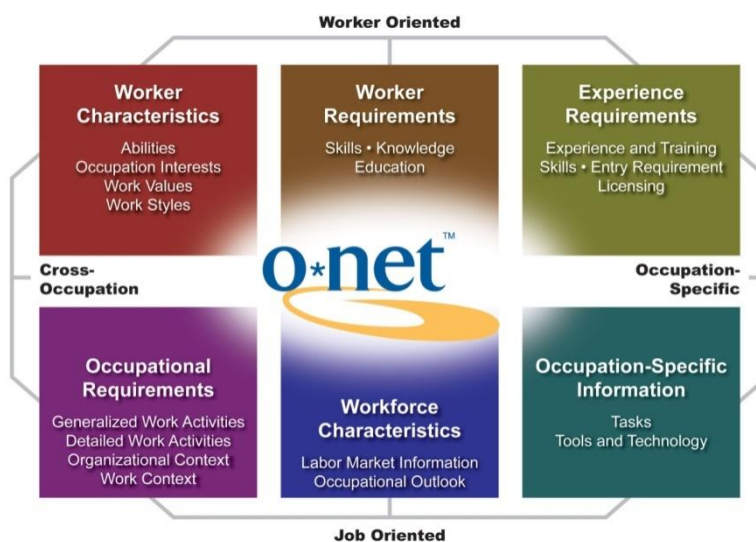 Worker Oriented
Worker
Characteristics
Abilities
Occupation Interests
Work Values
Work Styles
Worker
Requirements
Skills • Knowledge
Education
Experience
Requirements
Experience and Training
Skills • Entry Requirement
Licensing
Cross-
Occupation
o*net™
Occupation-
Specific
Occupational
Requirements
Generalized Work Activities
Detailed Work Activities
Organizational Context
Work Context
Workforce
Characteristics
Labor Market Information
Occupational Outlook
Occupation-Specific
Information
Tasks
Tools and Technology
Job Oriented